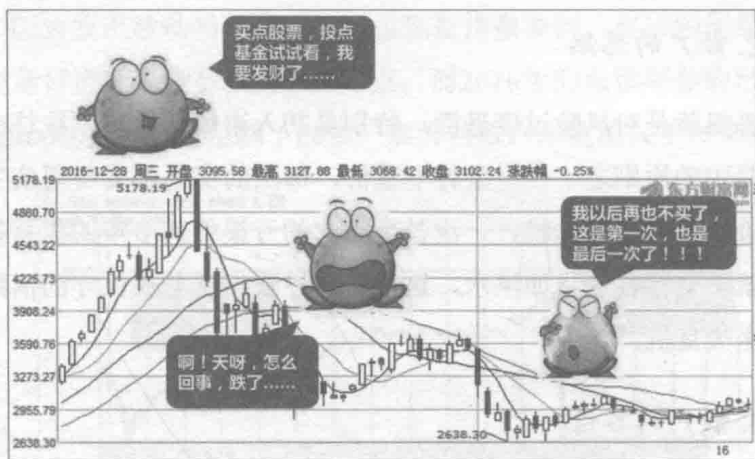 买点股票，投点
基金试试看，我
要发财了……
2016-12-28 周三 开盘 3095.58 最高 3127.88 最低 3068.42 收盘 3102.24 涨跌幅 -0.25%
5178.19
5178.19
东方财富网
4860.70
4543.22
4225.73
3908.24
3590.76
3273.27
2955.79
2638.30
我以后再也不买了，
这是第一次，也是
最后一次了！！！
啊！天呀，怎么
回事，跌了……
2638.30
16